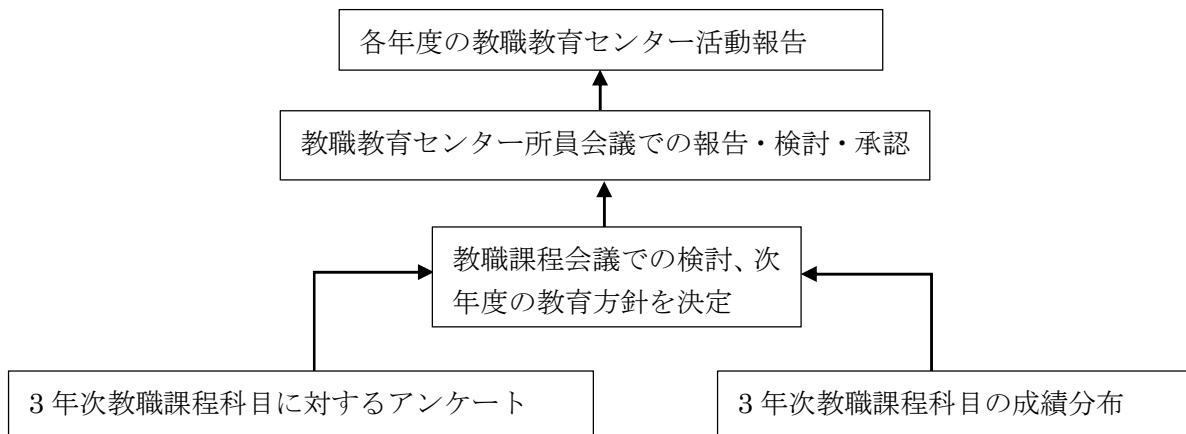 各年度の教職教育センター活動報告
教職教育センター所員会議での報告・検討・承認
教職課程会議での検討、次
年度の教育方針を決定
3 年次教職課程科目に対するアンケート
3 年次教職課程科目の成績分布